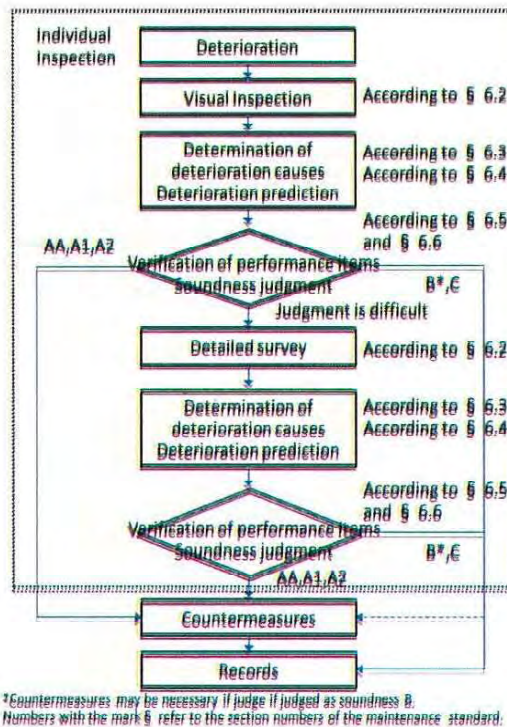 Individual
Inspection
Deterioration
Visual Inspection
According to § 6.2
Determination of
deterioration causes
Deterioration prediction
According to § 6.3
According to § 6.4
According to § 6.5
and § 6.6
AA,A1,A2
Verification of performance items
Soundness judgment
B*,C
Judgment is difficult
Detailed survey
According to § 6.2
Determination of
deterioration causes
Deterioration prediction
According to § 6.3
According to § 6.4
According to § 6.5
and § 6.6
Verification of performance items
Soundness judgment
B*,C
AA,A1,A2
Countermeasures
Records
*Countermeasures may be necessary if judge if judged as soundness B.
Numbers with the mark § refer to the section numbers of the maintenance standard.